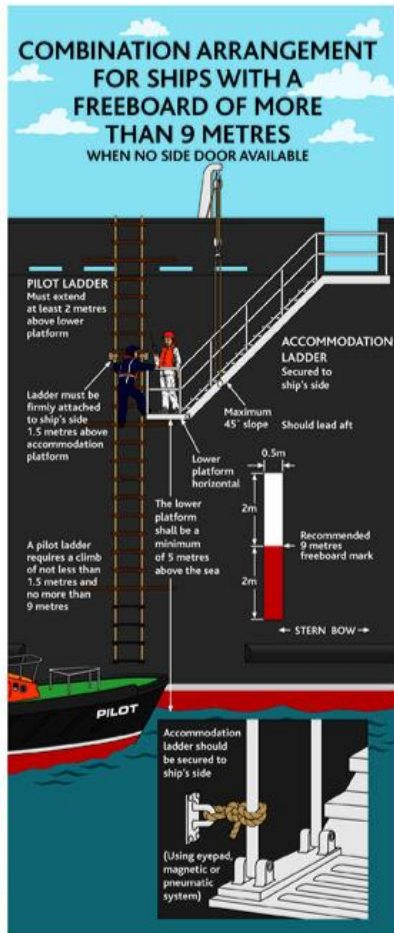 COMBINATION ARRANGEMENT
FOR SHIPS WITH A
FREEBOARD OF MORE
THAN 9 METRES
WHEN NO SIDE DOOR AVAILABLE
PILOT LADDER
Must extend
at least 2 metres
above lower
platform
ACCOMMODATION
LADDER
Secured to
ship's side
Ladder must be
firmly attached
to ship's side
1.5 metres above
accommodation
platform
Maximum
45° slope
Should lead aft
Lower
platform
horizontal
0.5m
2m
2m
The lower
platform
shall be a
minimum
of 5 metres
above the sea
Recommended
9 metres
freeboard mark
A pilot ladder
requires a climb
of not less than
1.5 metres and
no more than
9 metres
STERN BOW
PILOT
Accommodation
ladder should
be secured to
ship's side
(Using eyepad,
magnetic or
pneumatic
system)